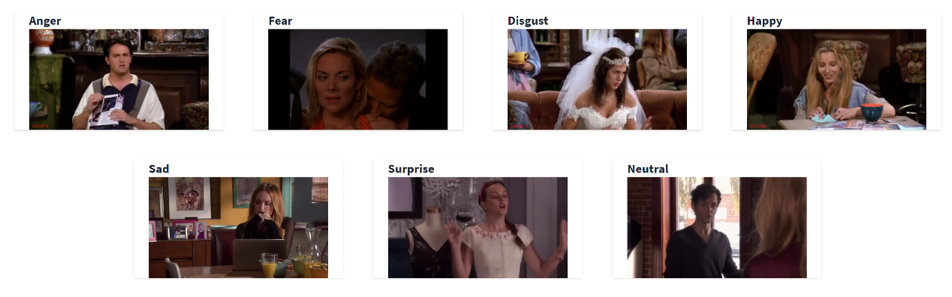 Anger
Fear
Disgust
Happy
Sad
Surprise
Neutral